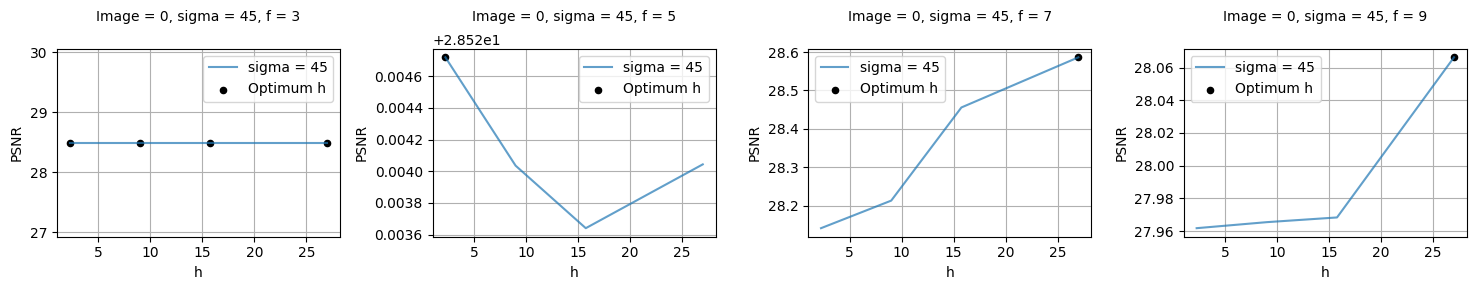 Image = 0, sigma = 45, f = 3
30
29
28
27
PSNR
sigma = 45
Optimum h
5 10 15 20 25
h
Image = 0, sigma = 45, f = 5
+2.852e1
0.0046
0.0044
0.0042
0.0040
0.0038
0.0036
PSNR
sigma = 45
Optimum h
5 10 15 20 25
h
Image = 0, sigma = 45, f = 7
28.6
28.5
28.4
28.3
28.2
PSNR
sigma = 45
Optimum h
5 10 15 20 25
h
Image = 0, sigma = 45, f = 9
28.06
28.04
28.02
28.00
27.98
27.96
PSNR
sigma = 45
Optimum h
5 10 15 20 25
h